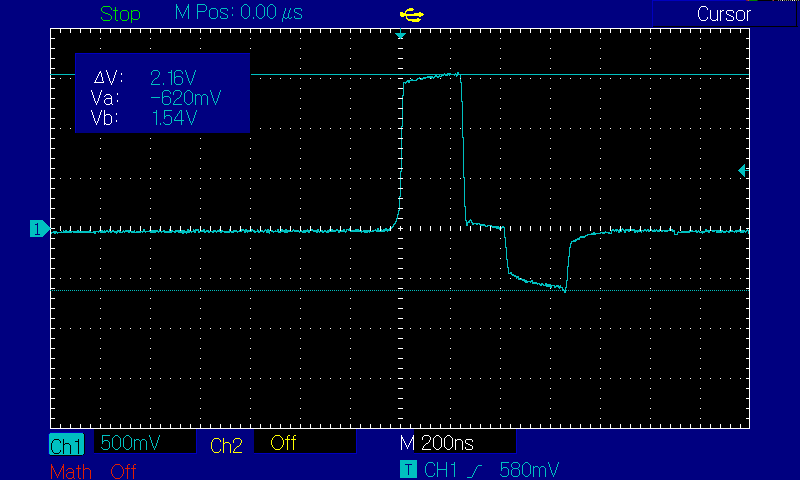 Stop M Pos: 0.00 μs Cursor
ΔV: 2.16V
Va: -620mV
Vb: 1.54V
1
Ch1 500mV Ch2 Off M 200ns
Math Off T CH1 580mV